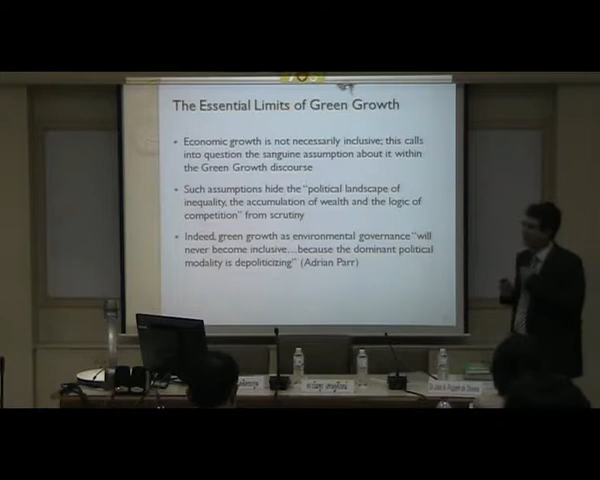 The Essential Limits of Green Growth
• Economic growth is not necessarily inclusive; this calls
into question the sanguine assumption about it within
the Green Growth discourse
• Such assumptions hide the "political landscape of
inequality, the accumulation of wealth and the logic of
competition" from scrutiny
• Indeed, green growth as environmental governance "will
never become inclusive…because the dominant political
modality is depoliticizing" (Adrian Parr)